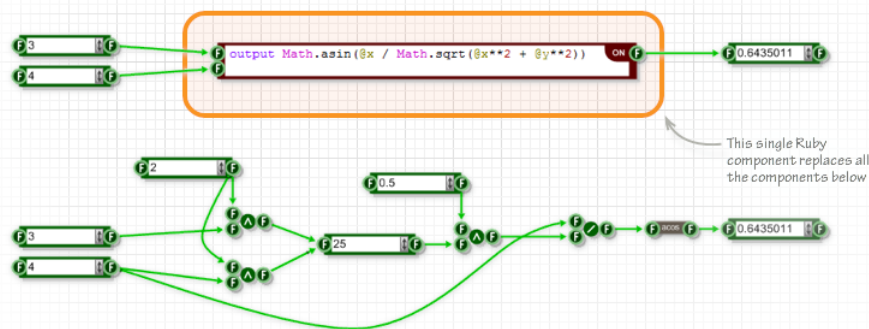 3
4
output Math.asin(@x / Math.sqrt(@x**2 + @y**2))
ON
F
F
F
F
F
F
F
F
F
0.6435011
This single Ruby
component replaces all
the components below
2
0.5
3
4
25
acos
0.6435011